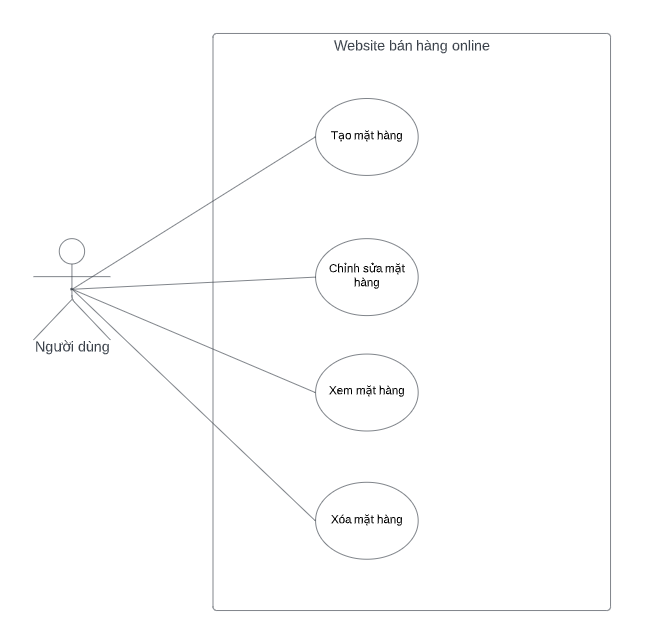 Website bán hàng online
Tạo mặt hàng
Chỉnh sửa mặt
hàng
Người dùng
Xem mặt hàng
Xóa mặt hàng